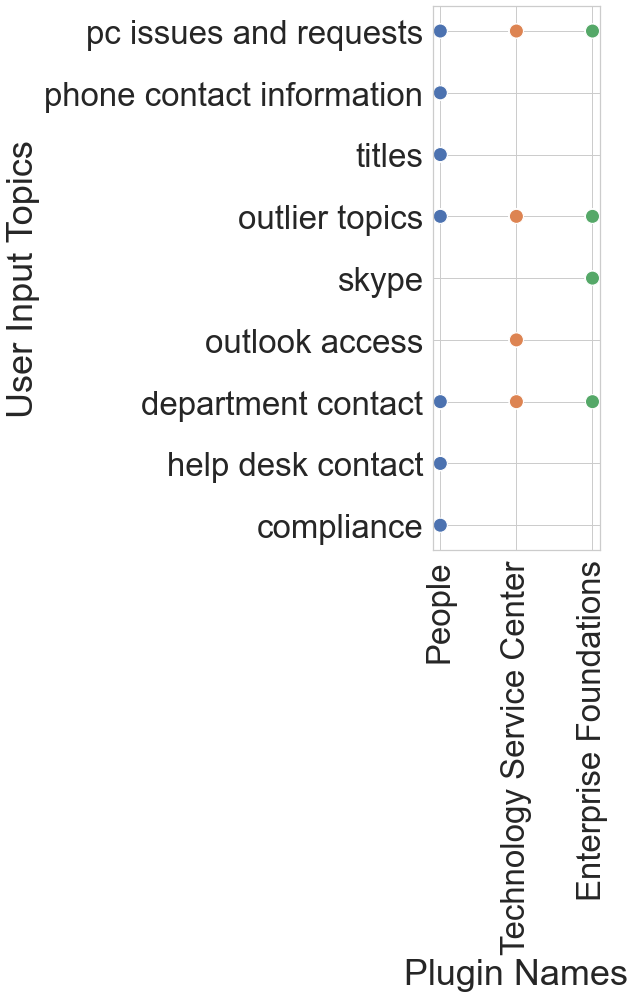 User Input Topics
pc issues and requests
phone contact information
titles
outlier topics
skype
outlook access
department contact
help desk contact
compliance
People
Technology Service Center
Enterprise Foundations
Plugin Names